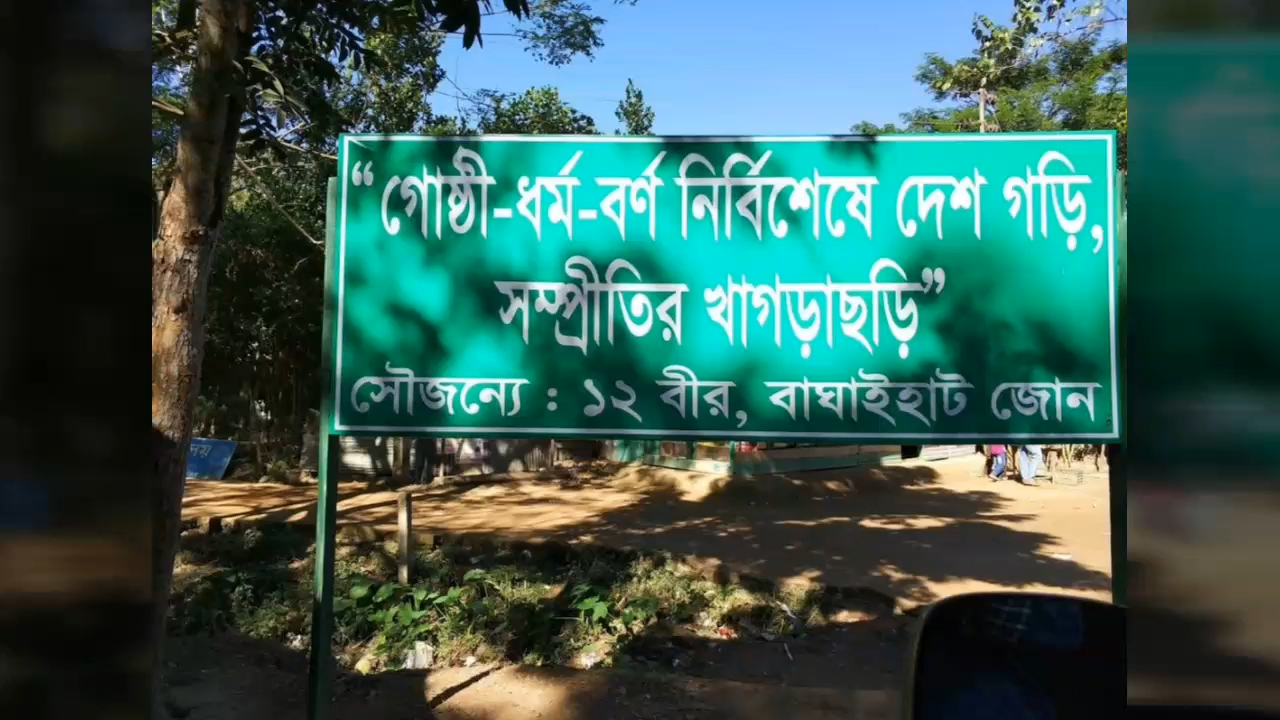 “গোষ্ঠী-ধর্ম-বর্ণ নির্বিশেষে দেশ গড়ি,
সম্প্রীতির খাগড়াছড়ি”
সৌজন্যে : ১২ বীর, বাঘাইহাট জোন